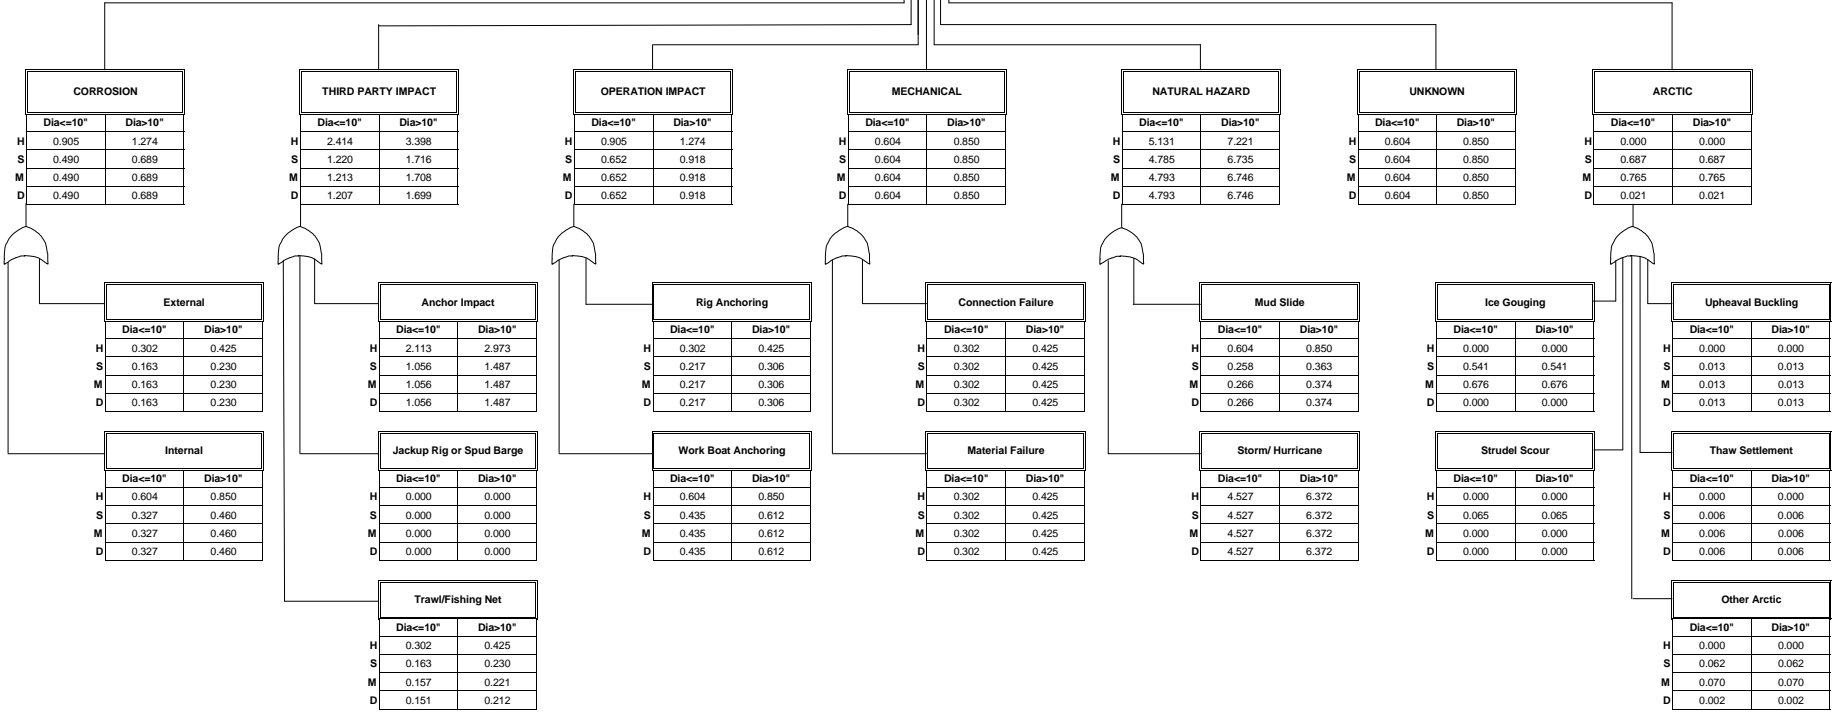 CORROSION
Dia<=10" Dia>10"
H 0.905 1.274
S 0.490 0.689
M 0.490 0.689
D 0.490 0.689
THIRD PARTY IMPACT
Dia<=10" Dia>10"
H 2.414 3.398
S 1.220 1.716
M 1.213 1.708
D 1.207 1.699
OPERATION IMPACT
Dia<=10" Dia>10"
H 0.905 1.274
S 0.652 0.918
M 0.652 0.918
D 0.652 0.918
MECHANICAL
Dia<=10" Dia>10"
H 0.604 0.850
S 0.604 0.850
M 0.604 0.850
D 0.604 0.850
NATURAL HAZARD
Dia<=10" Dia>10"
H 5.131 7.221
S 4.785 6.735
M 4.793 6.746
D 4.793 6.746
UNKNOWN
Dia<=10" Dia>10"
H 0.604 0.850
S 0.604 0.850
M 0.604 0.850
D 0.604 0.850
ARCTIC
Dia<=10" Dia>10"
H 0.000 0.000
S 0.687 0.687
M 0.765 0.765
D 0.021 0.021
External
Dia<=10" Dia>10"
H 0.302 0.425
S 0.163 0.230
M 0.163 0.230
D 0.163 0.230
Anchor Impact
Dia<=10" Dia>10"
H 2.113 2.973
S 1.056 1.487
M 1.056 1.487
D 1.056 1.487
Rig Anchoring
Dia<=10" Dia>10"
H 0.302 0.425
S 0.217 0.306
M 0.217 0.306
D 0.217 0.306
Connection Failure
Dia<=10" Dia>10"
H 0.302 0.425
S 0.302 0.425
M 0.302 0.425
D 0.302 0.425
Mud Slide
Dia<=10" Dia>10"
H 0.604 0.850
S 0.258 0.363
M 0.266 0.374
D 0.266 0.374
Ice Gouging
Dia<=10" Dia>10"
H 0.000 0.000
S 0.541 0.541
M 0.676 0.676
D 0.000 0.000
Upheaval Buckling
Dia<=10" Dia>10"
H 0.000 0.000
S 0.013 0.013
M 0.013 0.013
D 0.013 0.013
Internal
Dia<=10" Dia>10"
H 0.604 0.850
S 0.327 0.460
M 0.327 0.460
D 0.327 0.460
Jackup Rig or Spud Barge
Dia<=10" Dia>10"
H 0.000 0.000
S 0.000 0.000
M 0.000 0.000
D 0.000 0.000
Work Boat Anchoring
Dia<=10" Dia>10"
H 0.604 0.850
S 0.435 0.612
M 0.435 0.612
D 0.435 0.612
Material Failure
Dia<=10" Dia>10"
H 0.302 0.425
S 0.302 0.425
M 0.302 0.425
D 0.302 0.425
Storm/ Hurricane
Dia<=10" Dia>10"
H 4.527 6.372
S 4.527 6.372
M 4.527 6.372
D 4.527 6.372
Strudel Scour
Dia<=10" Dia>10"
H 0.000 0.000
S 0.065 0.065
M 0.000 0.000
D 0.000 0.000
Thaw Settlement
Dia<=10" Dia>10"
H 0.000 0.000
S 0.006 0.006
M 0.006 0.006
D 0.006 0.006
Trawl/Fishing Net
Dia<=10" Dia>10"
H 0.302 0.425
S 0.163 0.230
M 0.157 0.221
D 0.151 0.212
Other Arctic
Dia<=10" Dia>10"
H 0.000 0.000
S 0.062 0.062
M 0.070 0.070
D 0.002 0.002